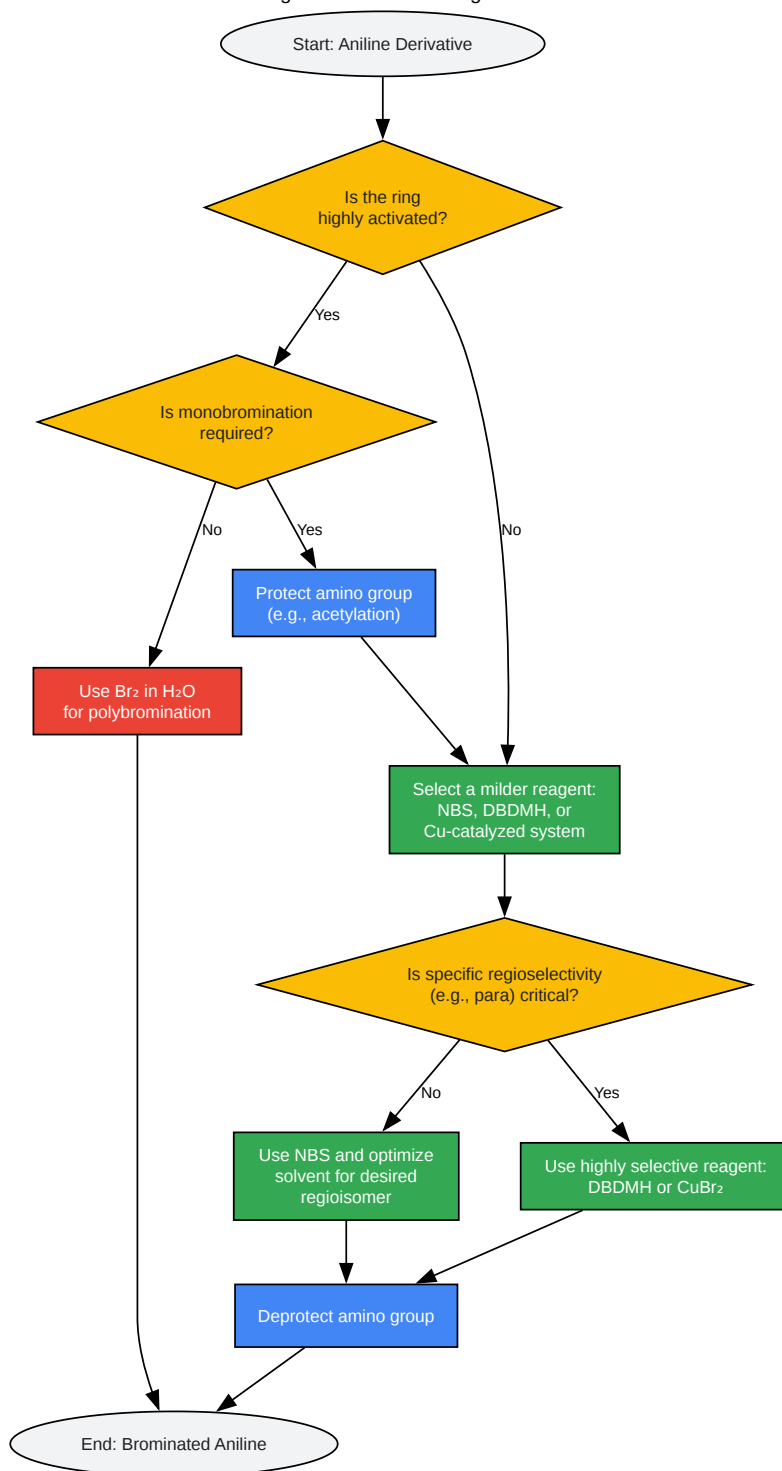 Start: Aniline Derivative
Is the ring
highly activated?
Yes
Is monobromination
required?
No
Yes
No
Protect amino group
(e.g., acetylation)
Use Br₂ in H₂O
for polybromination
Select a milder reagent:
NBS, DBDMH, or
Cu-catalyzed system
Is specific regioselectivity
(e.g., para) critical?
No
Yes
Use NBS and optimize
solvent for desired
regioisomer
Use highly selective reagent:
DBDMH or CuBr₂
Deprotect amino group
End: Brominated Aniline